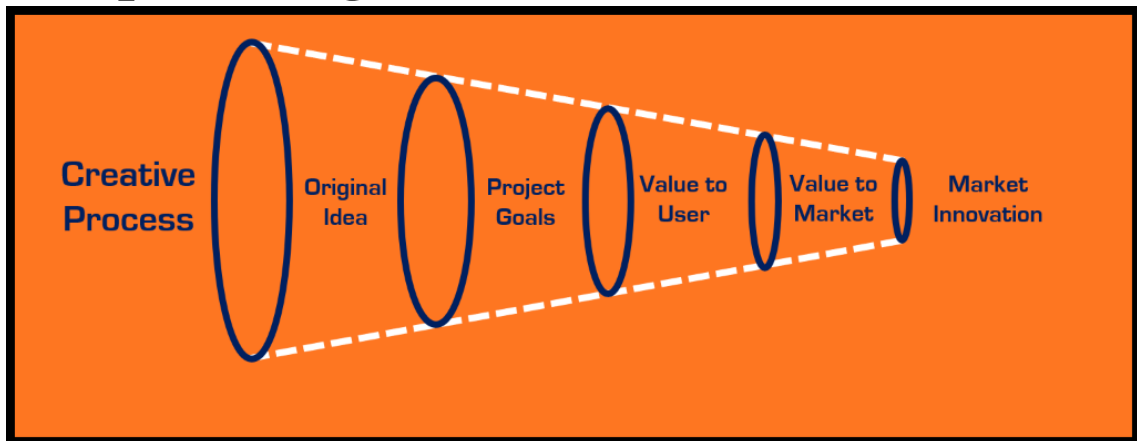 Creative
Process
Original
Idea
Project
Goals
Value to
User
Value to
Market
Market
Innovation